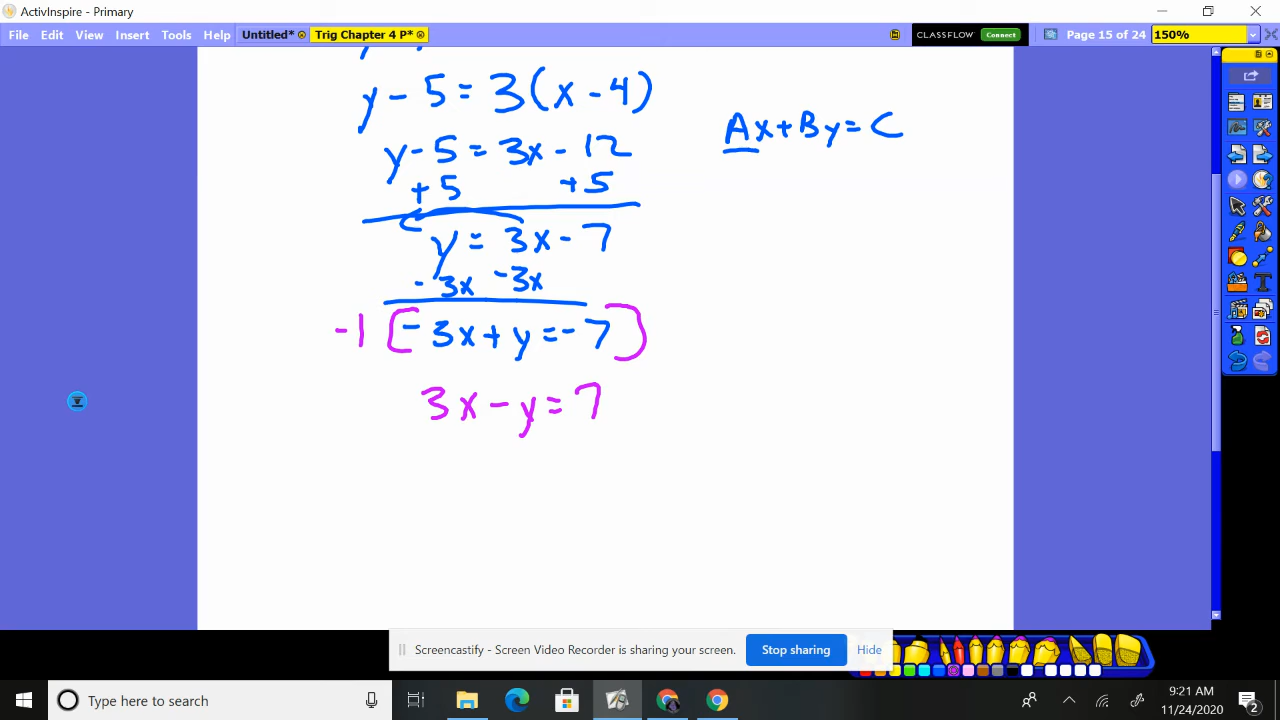 ActivInspire - Primary
File Edit View Insert Tools Help Untitled* Trig Chapter 4 P* CLASSFLOW Connect Page 15 of 24 150%
y - 5 = 3(x - 4)
Ax + By = C
y - 5 = 3x - 12
+ 5 + 5
y = 3x - 7
- 3x - 3x
-1 [- 3x + y = - 7)
3x - y = 7
Screencastify - Screen Video Recorder is sharing your screen. Stop sharing Hide
Type here to search
9:21 AM
11/24/2020
2